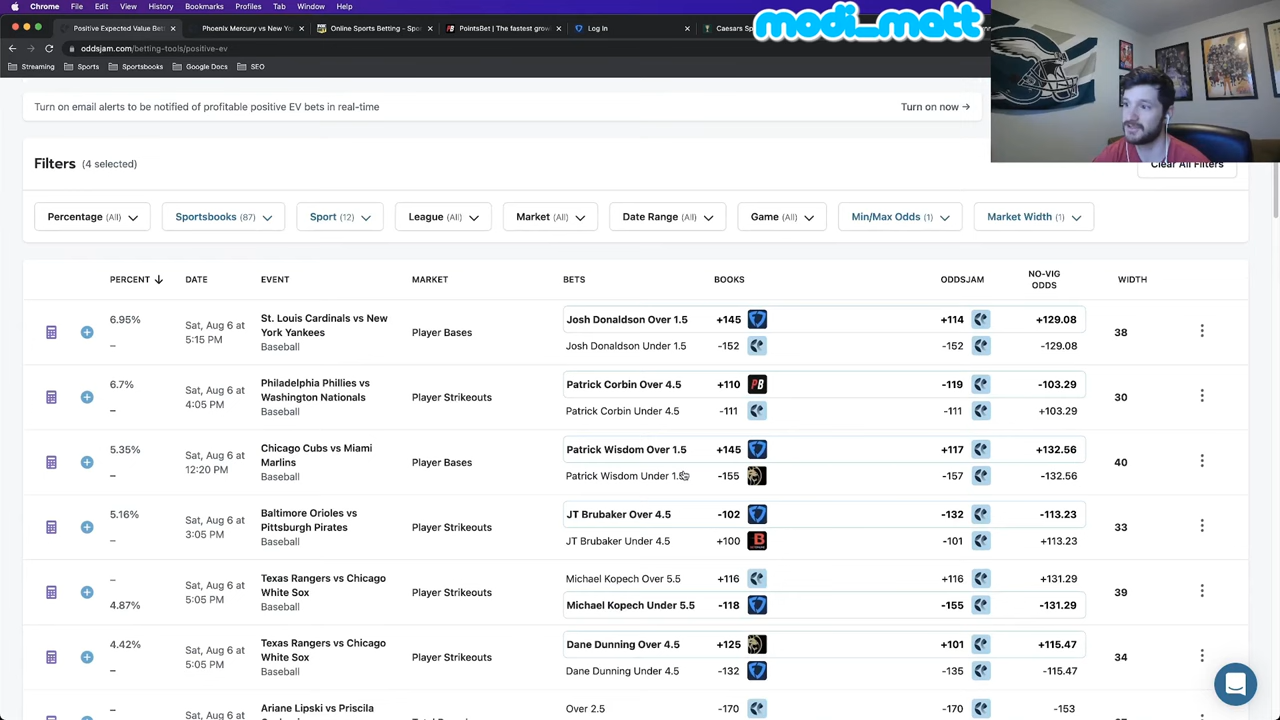 Chrome File Edit View History Bookmarks Profiles Tab Window Help
modi_matt
Positive Expected Value Bettin
Phoenix Mercury vs New Yo
Online Sports Betting - Sport
PointsBet | The fastest grow
Log In
Caesars Sp
oddsjam.com/betting-tools/positive-ev
Streaming Sports Sportsbooks Google Docs SEO
Turn on email alerts to be notified of profitable positive EV bets in real-time
Turn on now →
Filters (4 selected)
Clear All Filters
Percentage (All) Sportsbooks (87) Sport (12) League (All) Market (All) Date Range (All) Game (All) Min/Max Odds (1) Market Width (1)
PERCENT ↓ DATE EVENT MARKET BETS BOOKS ODDSJAM NO-VIG ODDS WIDTH
6.95%
–
Sat, Aug 6 at
5:15 PM
St. Louis Cardinals vs New
York Yankees
Baseball
Player Bases
Josh Donaldson Over 1.5 +145 +114 +129.08
Josh Donaldson Under 1.5 -152 -152 -129.08
38
6.7%
–
Sat, Aug 6 at
4:05 PM
Philadelphia Phillies vs
Washington Nationals
Baseball
Player Strikeouts
Patrick Corbin Over 4.5 +110 PB -119 -103.29
Patrick Corbin Under 4.5 -111 -111 +103.29
30
5.35%
–
Sat, Aug 6 at
12:20 PM
Chicago Cubs vs Miami
Marlins
Baseball
Player Bases
Patrick Wisdom Over 1.5 +145 +117 +132.56
Patrick Wisdom Under 1.5 -155 -157 -132.56
40
5.16%
–
Sat, Aug 6 at
3:05 PM
Baltimore Orioles vs
Pittsburgh Pirates
Baseball
Player Strikeouts
JT Brubaker Over 4.5 -102 -132 -113.23
JT Brubaker Under 4.5 +100 B -101 +113.23
33
–
4.87%
Sat, Aug 6 at
5:05 PM
Texas Rangers vs Chicago
White Sox
Baseball
Player Strikeouts
Michael Kopech Over 5.5 +116 +116 +131.29
Michael Kopech Under 5.5 -118 -155 -131.29
39
4.42%
–
Sat, Aug 6 at
5:05 PM
Texas Rangers vs Chicago
White Sox
Baseball
Player Strikeouts
Dane Dunning Over 4.5 +125 +101 +115.47
Dane Dunning Under 4.5 -132 -135 -115.47
34
–
Ariane Lipski vs Priscila
Over 2.5 -170 -170 -153